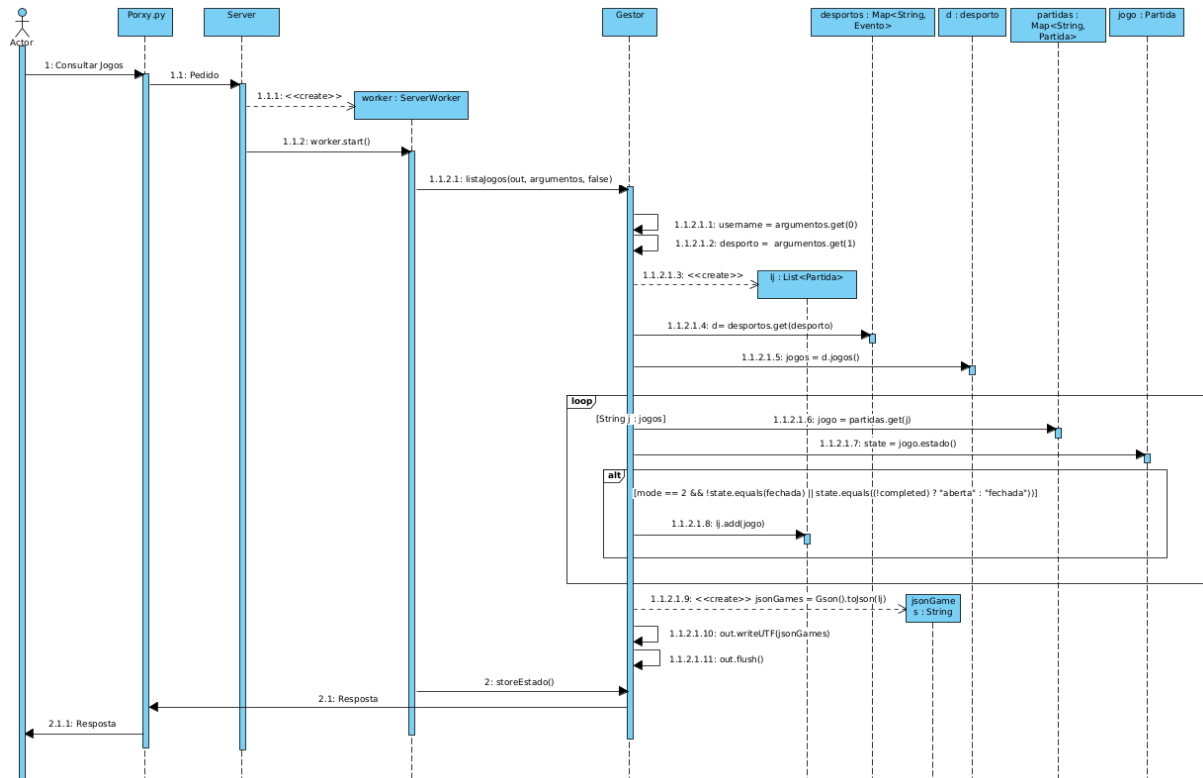 Actor
Porxy.py
Server
Gestor
desportos : Map<String,
Evento>
d : desporto
partidas :
Map<String,
Partida>
jogo : Partida
1: Consultar Jogos
1.1: Pedido
1.1.1: <<create>>
worker : ServerWorker
1.1.2: worker.start()
1.1.2.1: listaJogos(out, argumentos, false)
1.1.2.1.1: username = argumentos.get(0)
1.1.2.1.2: desporto = argumentos.get(1)
1.1.2.1.3: <<create>>
lj : List<Partida>
1.1.2.1.4: d= desportos.get(desporto)
1.1.2.1.5: jogos = d.jogos()
loop
[String j : jogos]
1.1.2.1.6: jogo = partidas.get(j)
1.1.2.1.7: state = jogo.estado()
alt
[mode == 2 && !state.equals(fechada) || state.equals((!completed) ? "aberta" : "fechada"))]
1.1.2.1.8: lj.add(jogo)
1.1.2.1.9: <<create>> jsonGames = Gson().toJson(lj)
jsonGame
s : String
1.1.2.1.10: out.writeUTF(jsonGames)
1.1.2.1.11: out.flush()
2: storeEstado()
2.1: Resposta
2.1.1: Resposta